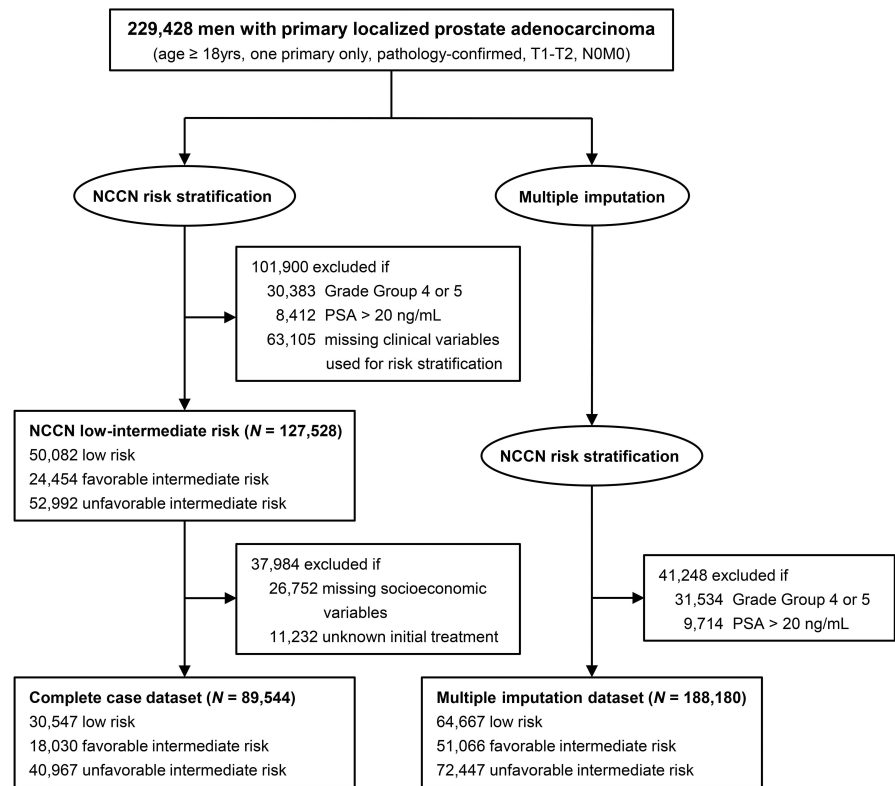 229,428 men with primary localized prostate adenocarcinoma
(age ≥ 18yrs, one primary only, pathology-confirmed, T1-T2, N0M0)
NCCN risk stratification
Multiple imputation
101,900 excluded if
30,383 Grade Group 4 or 5
8,412 PSA > 20 ng/mL
63,105 missing clinical variables
used for risk stratification
NCCN low-intermediate risk (N = 127,528)
50,082 low risk
24,454 favorable intermediate risk
52,992 unfavorable intermediate risk
NCCN risk stratification
37,984 excluded if
26,752 missing socioeconomic
variables
11,232 unknown initial treatment
41,248 excluded if
31,534 Grade Group 4 or 5
9,714 PSA > 20 ng/mL
Complete case dataset (N = 89,544)
30,547 low risk
18,030 favorable intermediate risk
40,967 unfavorable intermediate risk
Multiple imputation dataset (N = 188,180)
64,667 low risk
51,066 favorable intermediate risk
72,447 unfavorable intermediate risk